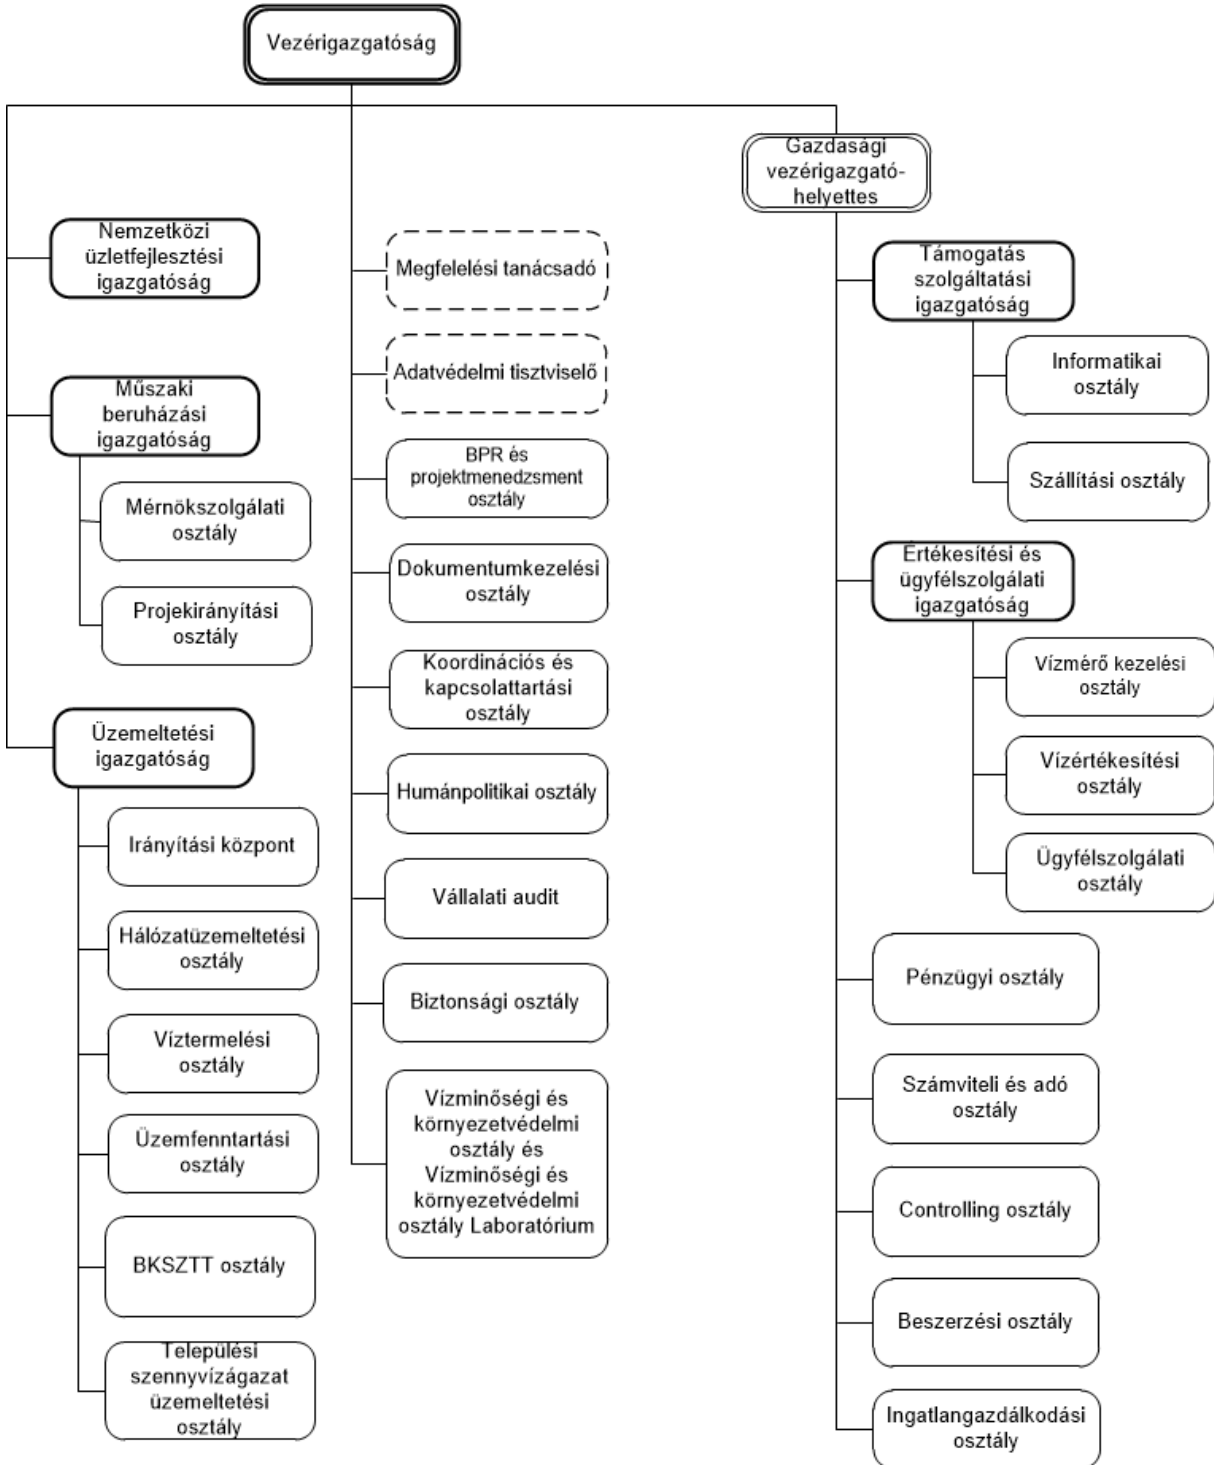 Vezérigazgatóság
Nemzetközi
üzletfejlesztési
igazgatóság
Műszaki
beruházási
igazgatóság
Mérnökszolgálati
osztály
Projekirányítási
osztály
Üzemeltetési
igazgatóság
Irányítási központ
Hálózatüzemeltetési
osztály
Víztermelési
osztály
Üzemfenntartási
osztály
BKSZTT osztály
Települési
szennyvízágazat
üzemeltetési
osztály
Megfelelési tanácsadó
Adatvédelmi tisztviselő
BPR és
projektmenedzsment
osztály
Dokumentumkezelési
osztály
Koordinációs és
kapcsolattartási
osztály
Humánpolitikai osztály
Vállalati audit
Biztonsági osztály
Vízminőségi és
környezetvédelmi
osztály és
Vízminőségi és
környezetvédelmi
osztály Laboratórium
Gazdasági
vezérigazgató-
helyettes
Támogatás
szolgáltatási
igazgatóság
Informatikai
osztály
Szállítási osztály
Értékesítési és
ügyfélszolgálati
igazgatóság
Vízmérő kezelési
osztály
Vízértékesítési
osztály
Ügyfélszolgálati
osztály
Pénzügyi osztály
Számviteli és adó
osztály
Controlling osztály
Beszerzési osztály
Ingatlangazdálkodási
osztály